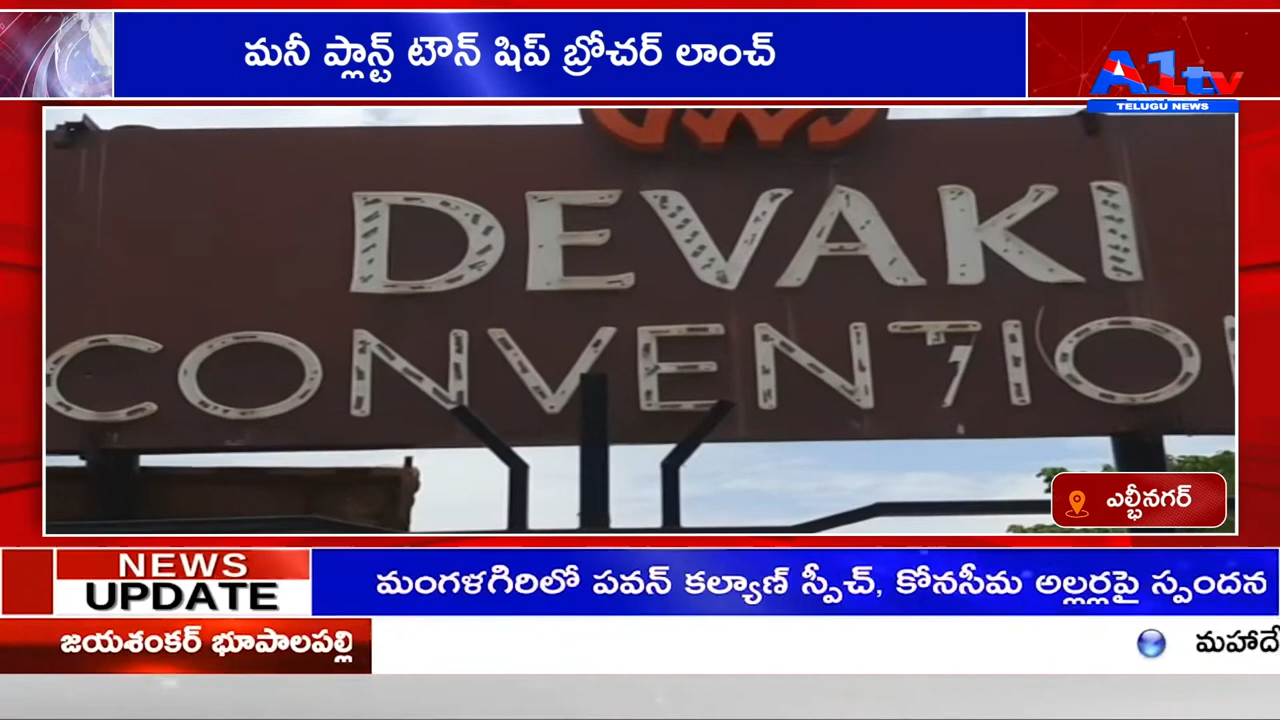 మనీ ప్లాన్ట్ టౌన్ షిప్ బ్రోచర్ లాంచ్
A1tv
TELUGU NEWS
DEVAKI
CONVENTIO
ఎల్బీనగర్
NEWS
UPDATE
మంగళగిరిలో పవన్ కల్యాణ్ స్పీచ్, కోనసీమ అల్లర్లపై స్పందన
జయశంకర్ భూపాలపల్లి
మహాదే